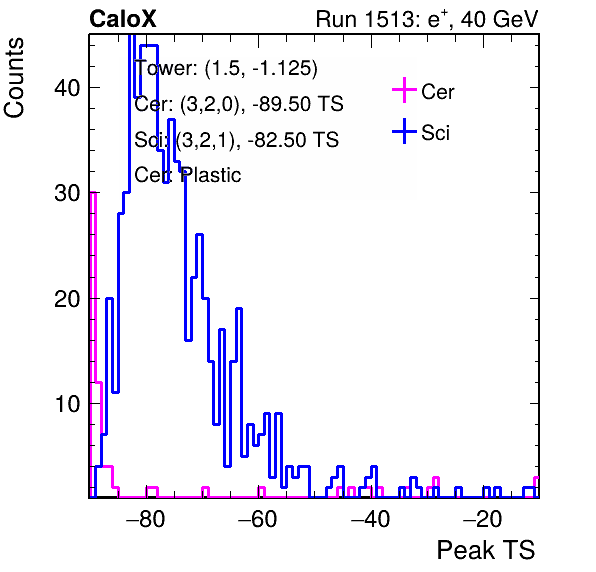 CaloX Run 1513: e⁺, 40 GeV
Counts
Tower: (1.5, -1.125)
Cer: (3,2,0), -89.50 TS
Sci: (3,2,1), -82.50 TS
Cer: Plastic
Cer
Sci
40
30
20
10
−80 −60 −40 −20
Peak TS